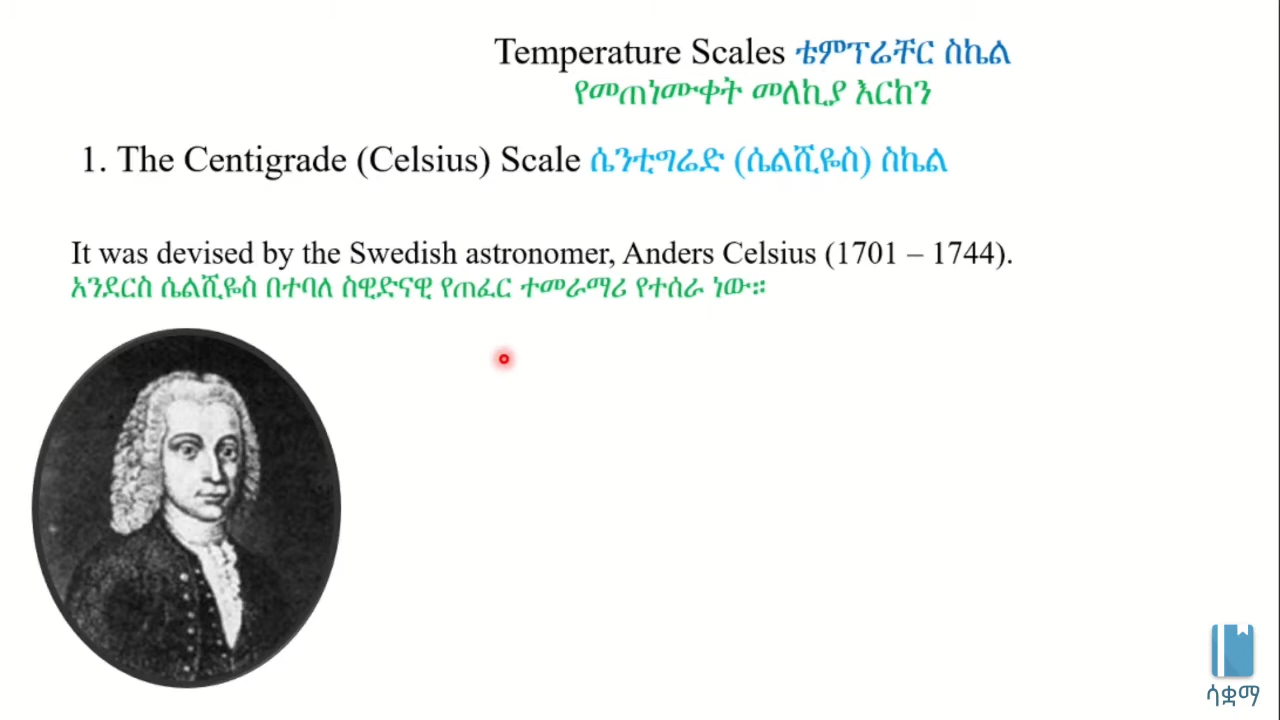 Temperature Scales ቴምፕሬቸር ስኬል
የመጠነሙቀት መለኪያ እርከን
1. The Centigrade (Celsius) Scale ሴንቲግሬድ (ሴልሺዬስ) ስኬል
It was devised by the Swedish astronomer, Anders Celsius (1701 – 1744).
አንደርስ ሴልሺዬስ በተባለ ስዊድናዊ የጠፈር ተመራማሪ የተሰራ ነው።
ሳቋማ